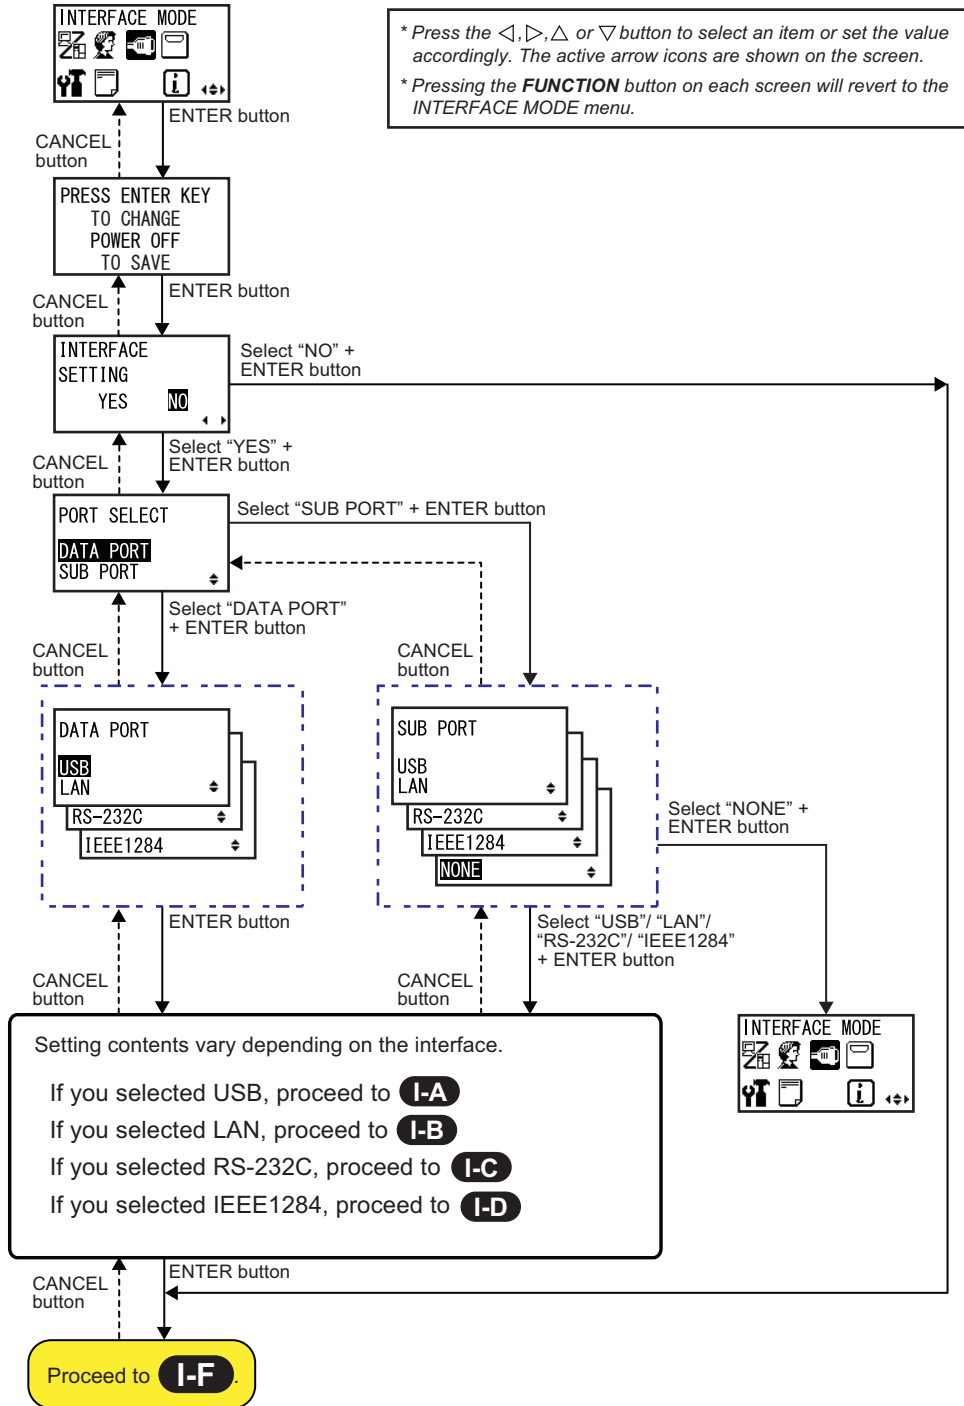 INTERFACE MODE
* Press the ◁, ▷, △ or ▽ button to select an item or set the value
accordingly. The active arrow icons are shown on the screen.
* Pressing the FUNCTION button on each screen will revert to the
INTERFACE MODE menu.
ENTER button
CANCEL
button
PRESS ENTER KEY
TO CHANGE
POWER OFF
TO SAVE
ENTER button
CANCEL
button
INTERFACE
SETTING
YES NO
Select “NO” +
ENTER button
Select “YES” +
ENTER button
CANCEL
button
PORT SELECT
DATA PORT
SUB PORT
Select “SUB PORT” + ENTER button
Select “DATA PORT”
+ ENTER button
CANCEL
button
CANCEL
button
DATA PORT
USB
LAN
RS-232C
IEEE1284
SUB PORT
USB
LAN
RS-232C
IEEE1284
NONE
Select “NONE” +
ENTER button
ENTER button
Select “USB”/ “LAN”/
“RS-232C”/ “IEEE1284”
+ ENTER button
CANCEL
button
CANCEL
button
INTERFACE MODE
Setting contents vary depending on the interface.
If you selected USB, proceed to I-A
If you selected LAN, proceed to I-B
If you selected RS-232C, proceed to I-C
If you selected IEEE1284, proceed to I-D
ENTER button
CANCEL
button
Proceed to I-F.